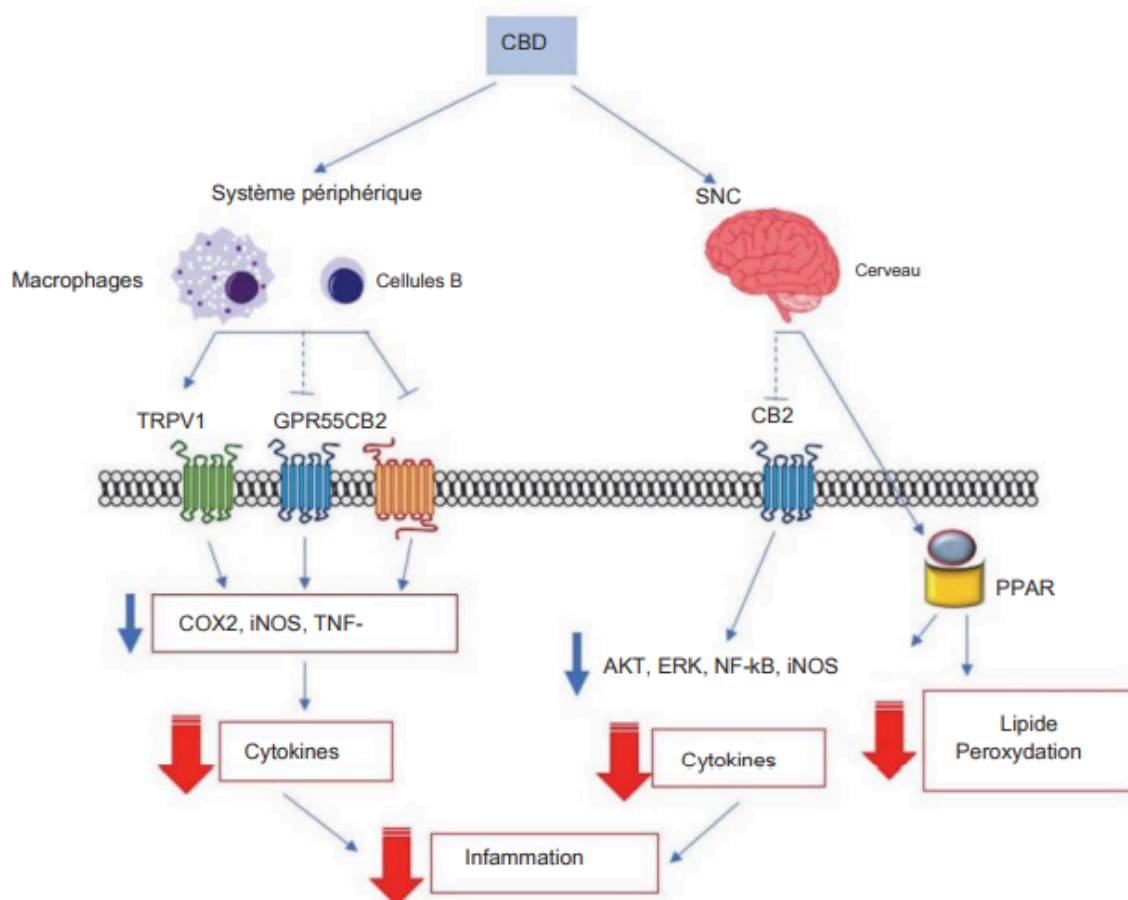 CBD
Système périphérique
SNC
Macrophages
Cellules B
Cerveau
TRPV1
GPR55CB2
CB2
PPAR
COX2, iNOS, TNF-
AKT, ERK, NF-kB, iNOS
Cytokines
Cytokines
Lipide
Peroxydation
Infammation